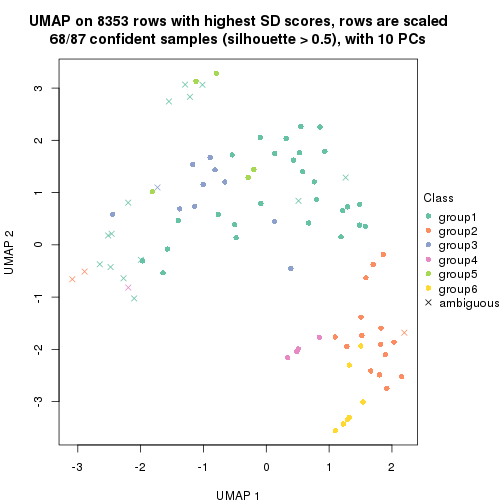 UMAP on 8353 rows with highest SD scores, rows are scaled
68/87 confident samples (silhouette > 0.5), with 10 PCs
UMAP 2
3
2
1
0
-1
-2
-3
-3
-2
-1
0
1
2
UMAP 1
Class
group1
group2
group3
group4
group5
group6
ambiguous